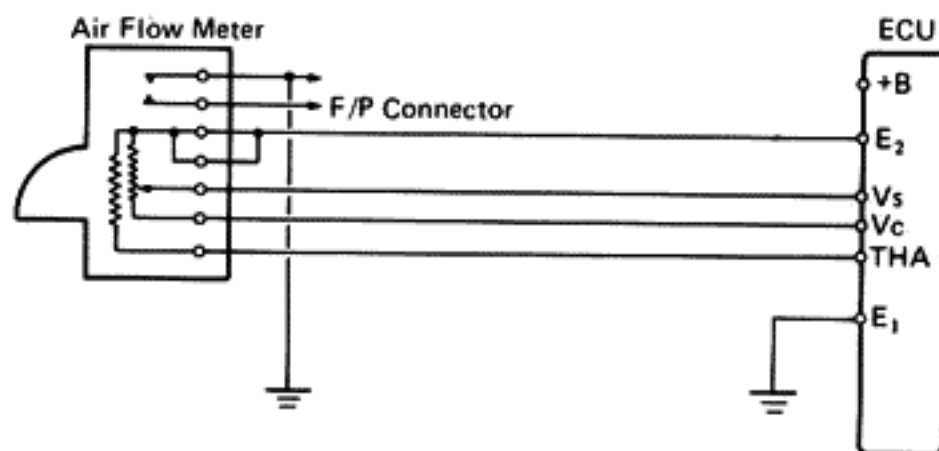 Air Flow Meter
ECU
+B
F/P Connector
E₂
Vs
Vc
THA
E₁